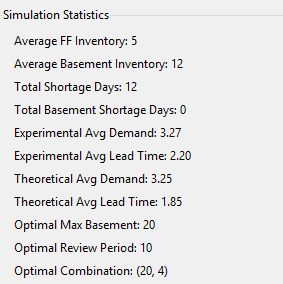 Simulation Statistics
Average FF Inventory: 5
Average Basement Inventory: 12
Total Shortage Days: 12
Total Basement Shortage Days: 0
Experimental Avg Demand: 3.27
Experimental Avg Lead Time: 2.20
Theoretical Avg Demand: 3.25
Theoretical Avg Lead Time: 1.85
Optimal Max Basement: 20
Optimal Review Period: 10
Optimal Combination: (20, 4)